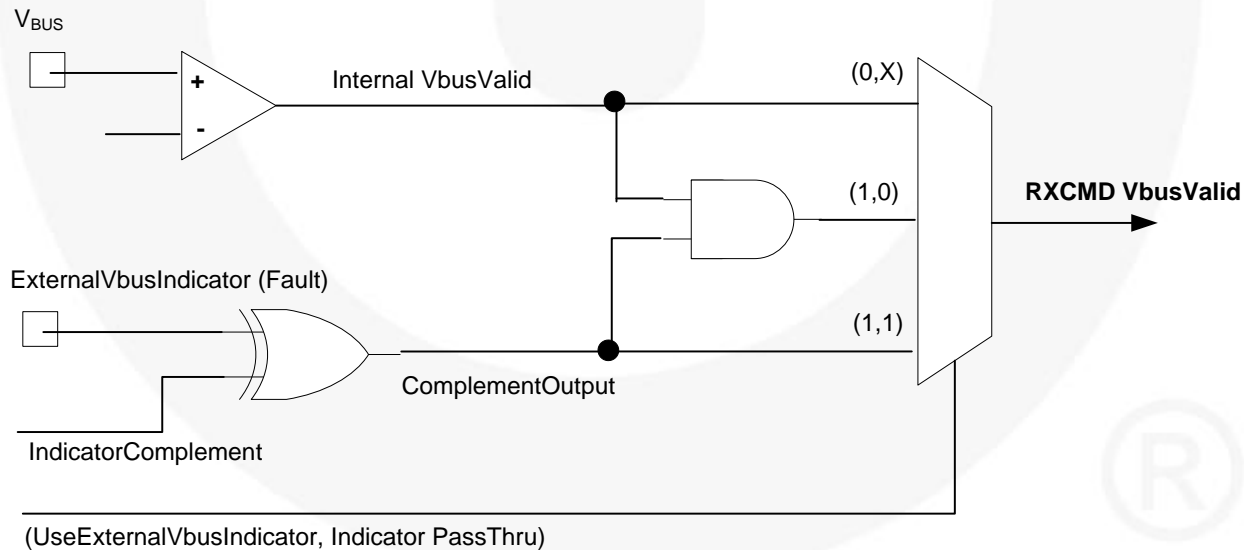 VBUS
+
-
Internal VbusValid
(0,X)
(1,0)
RXCMD VbusValid
ExternalVbusIndicator (Fault)
(1,1)
ComplementOutput
IndicatorComplement
(UseExternalVbusIndicator, Indicator PassThru)
®